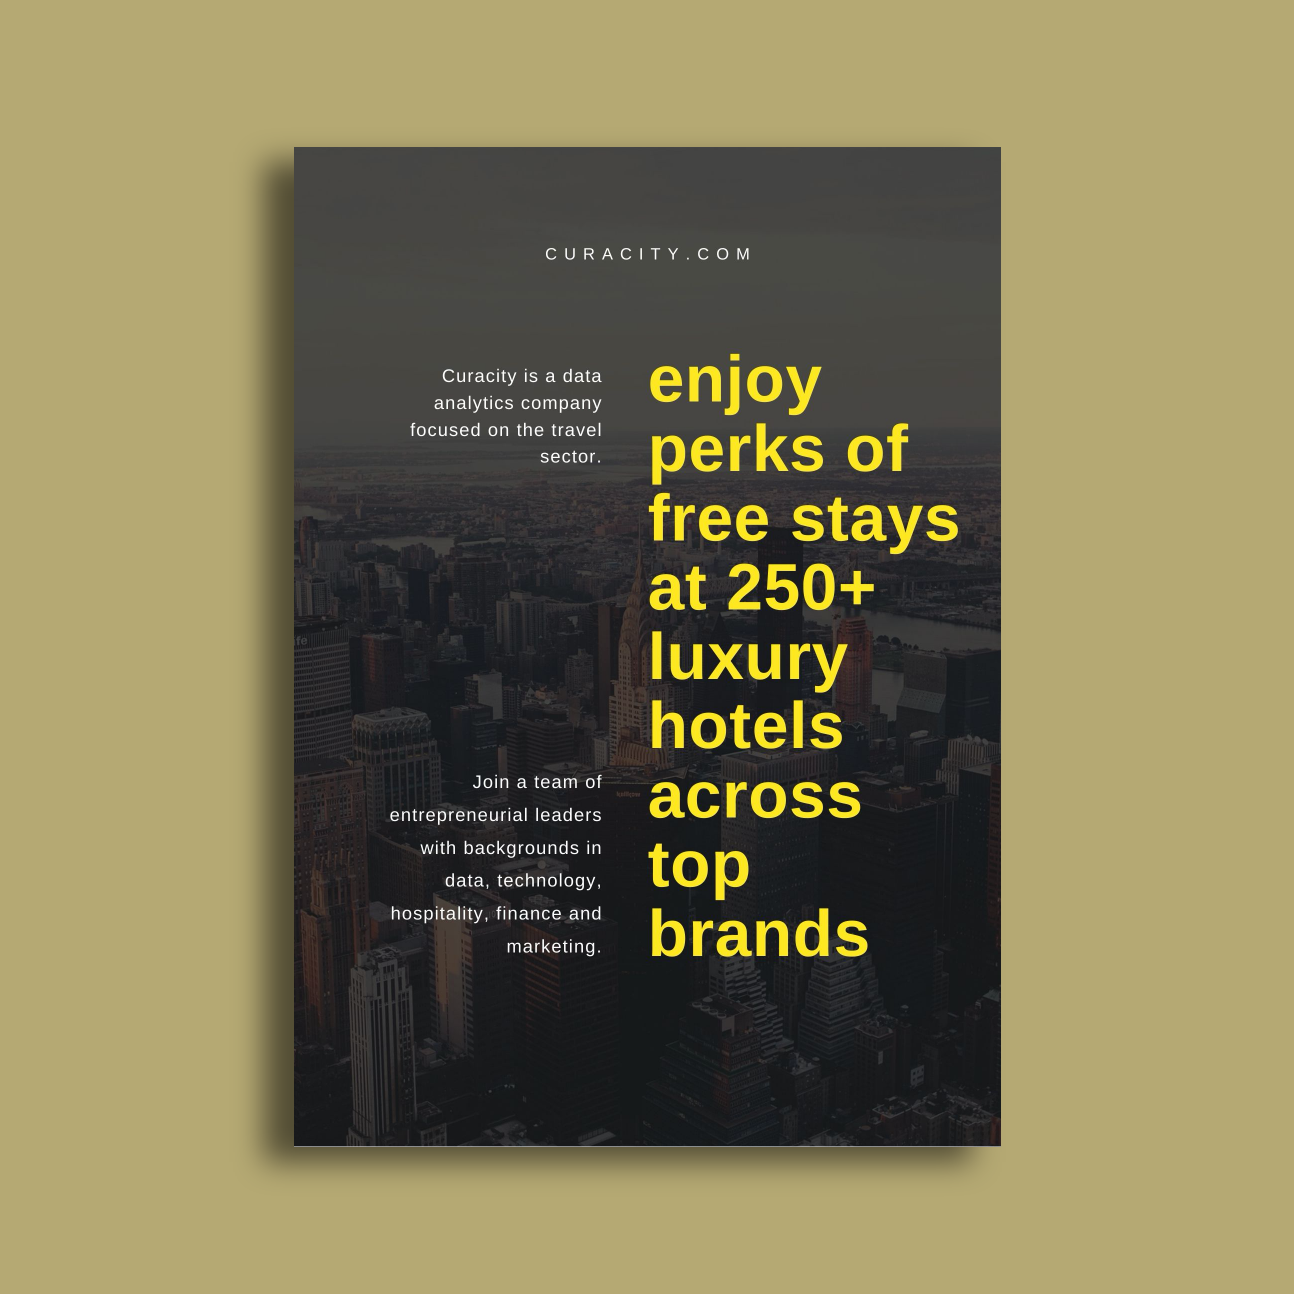 CURACITY.COM
Curacity is a data
analytics company
focused on the travel
sector.
enjoy
perks of
free stays
at 250+
luxury
hotels
across
top
brands
Join a team of
entrepreneurial leaders
with backgrounds in
data, technology,
hospitality, finance and
marketing.